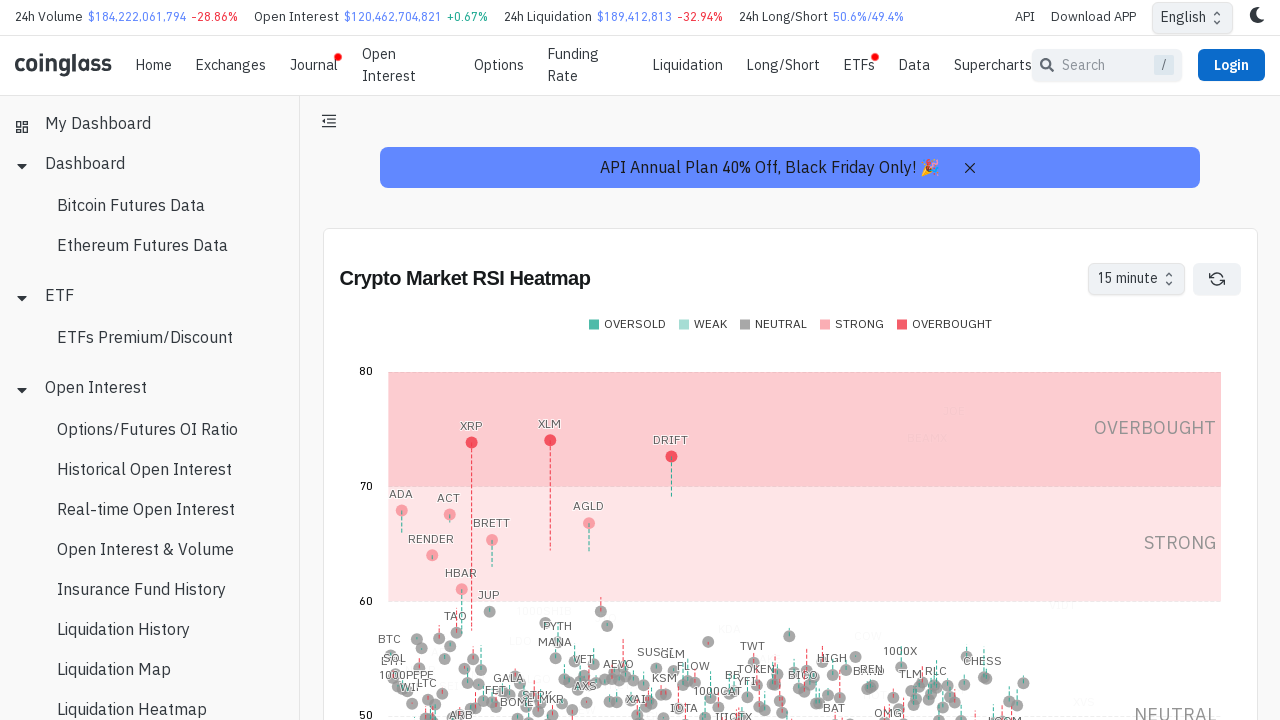 24h Volume $184,222,061,794 -28.86% Open Interest $120,462,704,821 +0.67% 24h Liquidation $189,412,813 -32.94% 24h Long/Short 50.6%/49.4% API Download APP English
coinglass Home Exchanges Journal Open Interest Options Funding Rate Liquidation Long/Short ETFs Data Supercharts Search / Login
My Dashboard
Dashboard
Bitcoin Futures Data
Ethereum Futures Data
ETF
ETFs Premium/Discount
Open Interest
Options/Futures OI Ratio
Historical Open Interest
Real-time Open Interest
Open Interest & Volume
Insurance Fund History
Liquidation History
Liquidation Map
Liquidation Heatmap
API Annual Plan 40% Off, Black Friday Only! 🎉
Crypto Market RSI Heatmap
15 minute
OVERSOLD WEAK NEUTRAL STRONG OVERBOUGHT
80
OVERBOUGHT
XRP XLM
DRIFT
70
ADA ACT
AGLD
BRETT
RENDER
STRONG
HBAR
JUP
60
TAO
PYTH
BTC
MANA
TWT
1000X
SOL
VET
AEVO
GLM
HIGH
CHESS
1000PEPE
GALA
KSM
FLOW
TOKEN
BICO
REN
TLM
RLC
LTC
FET
AXS
1000CAT
YFI
BOME
MKR
XAI
IOTA
BAT
OMG
ARB
IOTX
50
NEUTRAL